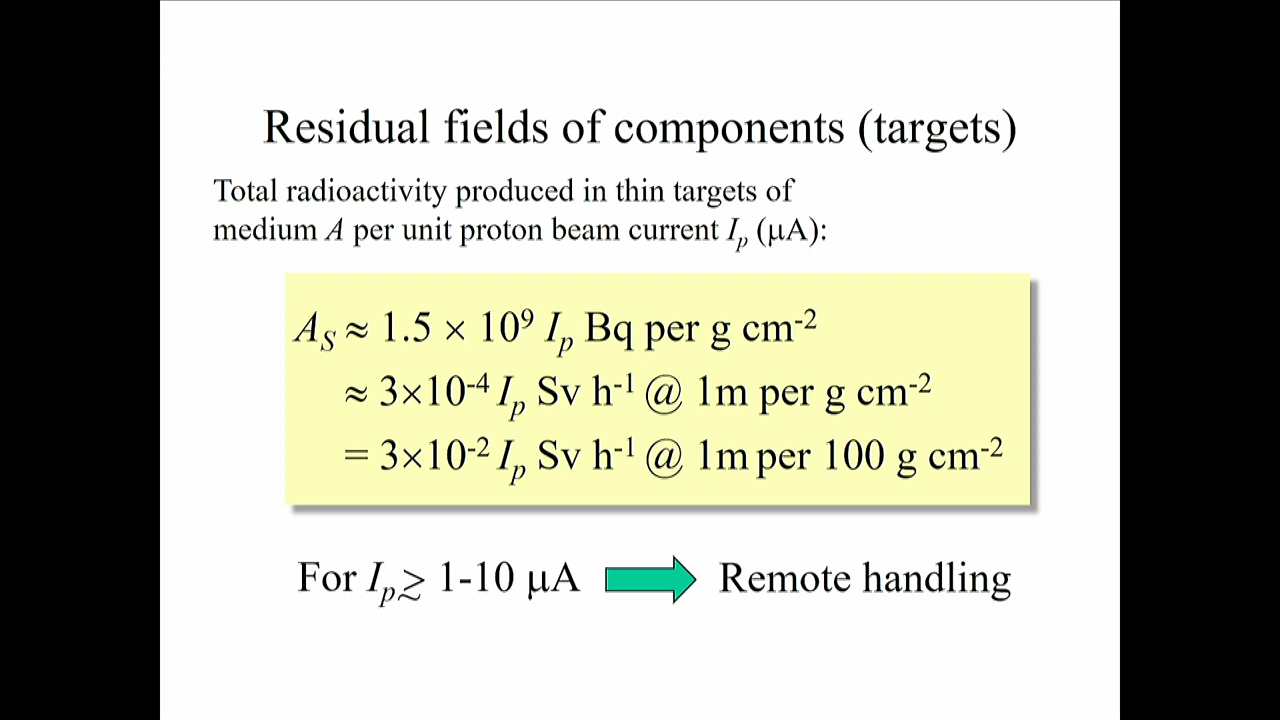 Residual fields of components (targets)
Total radioactivity produced in thin targets of
medium A per unit proton beam current Iₚ (μA):
A_S ≈ 1.5 × 10⁹ Iₚ Bq per g cm⁻²
≈ 3×10⁻⁴ Iₚ Sv h⁻¹ @ 1m per g cm⁻²
= 3×10⁻² Iₚ Sv h⁻¹ @ 1m per 100 g cm⁻²
For Iₚ ≳ 1-10 μA Remote handling